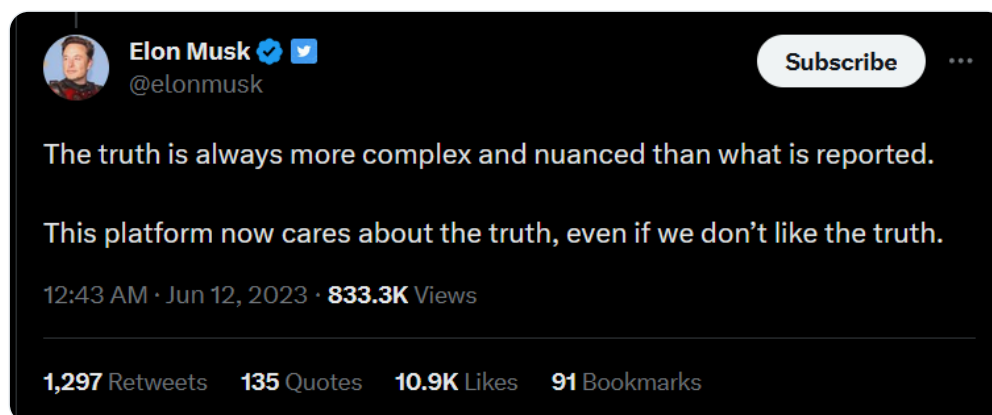 Elon Musk
Subscribe
@elonmusk
The truth is always more complex and nuanced than what is reported.
This platform now cares about the truth, even if we don’t like the truth.
12:43 AM · Jun 12, 2023 · 833.3K Views
1,297 Retweets 135 Quotes 10.9K Likes 91 Bookmarks